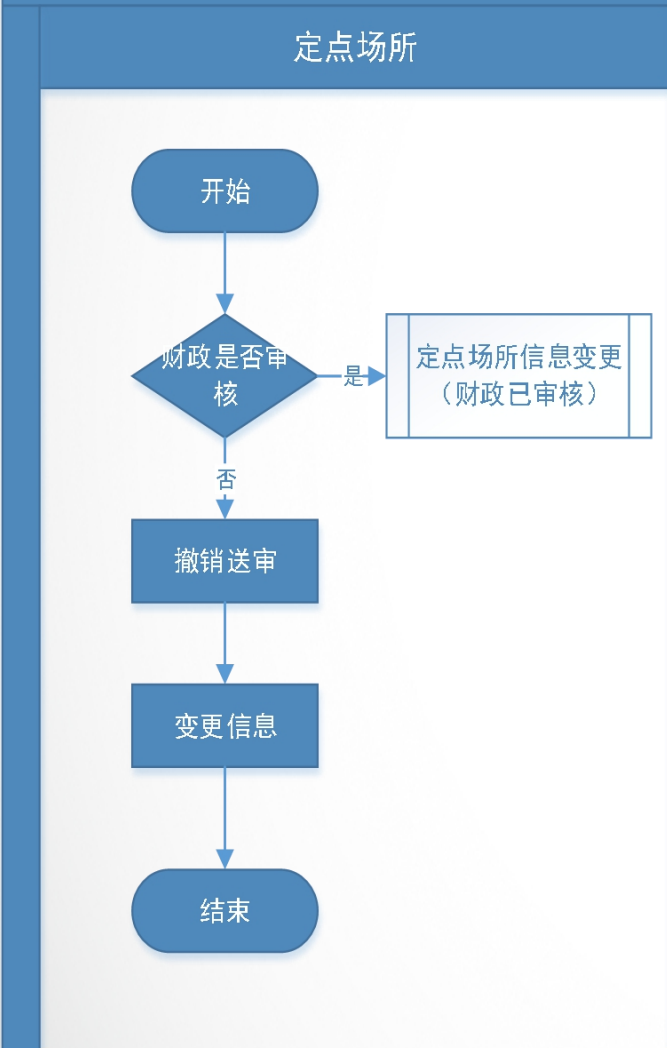 定点场所
开始
财政是否审
核
是
定点场所信息变更
（财政已审核）
否
撤销送审
变更信息
结束